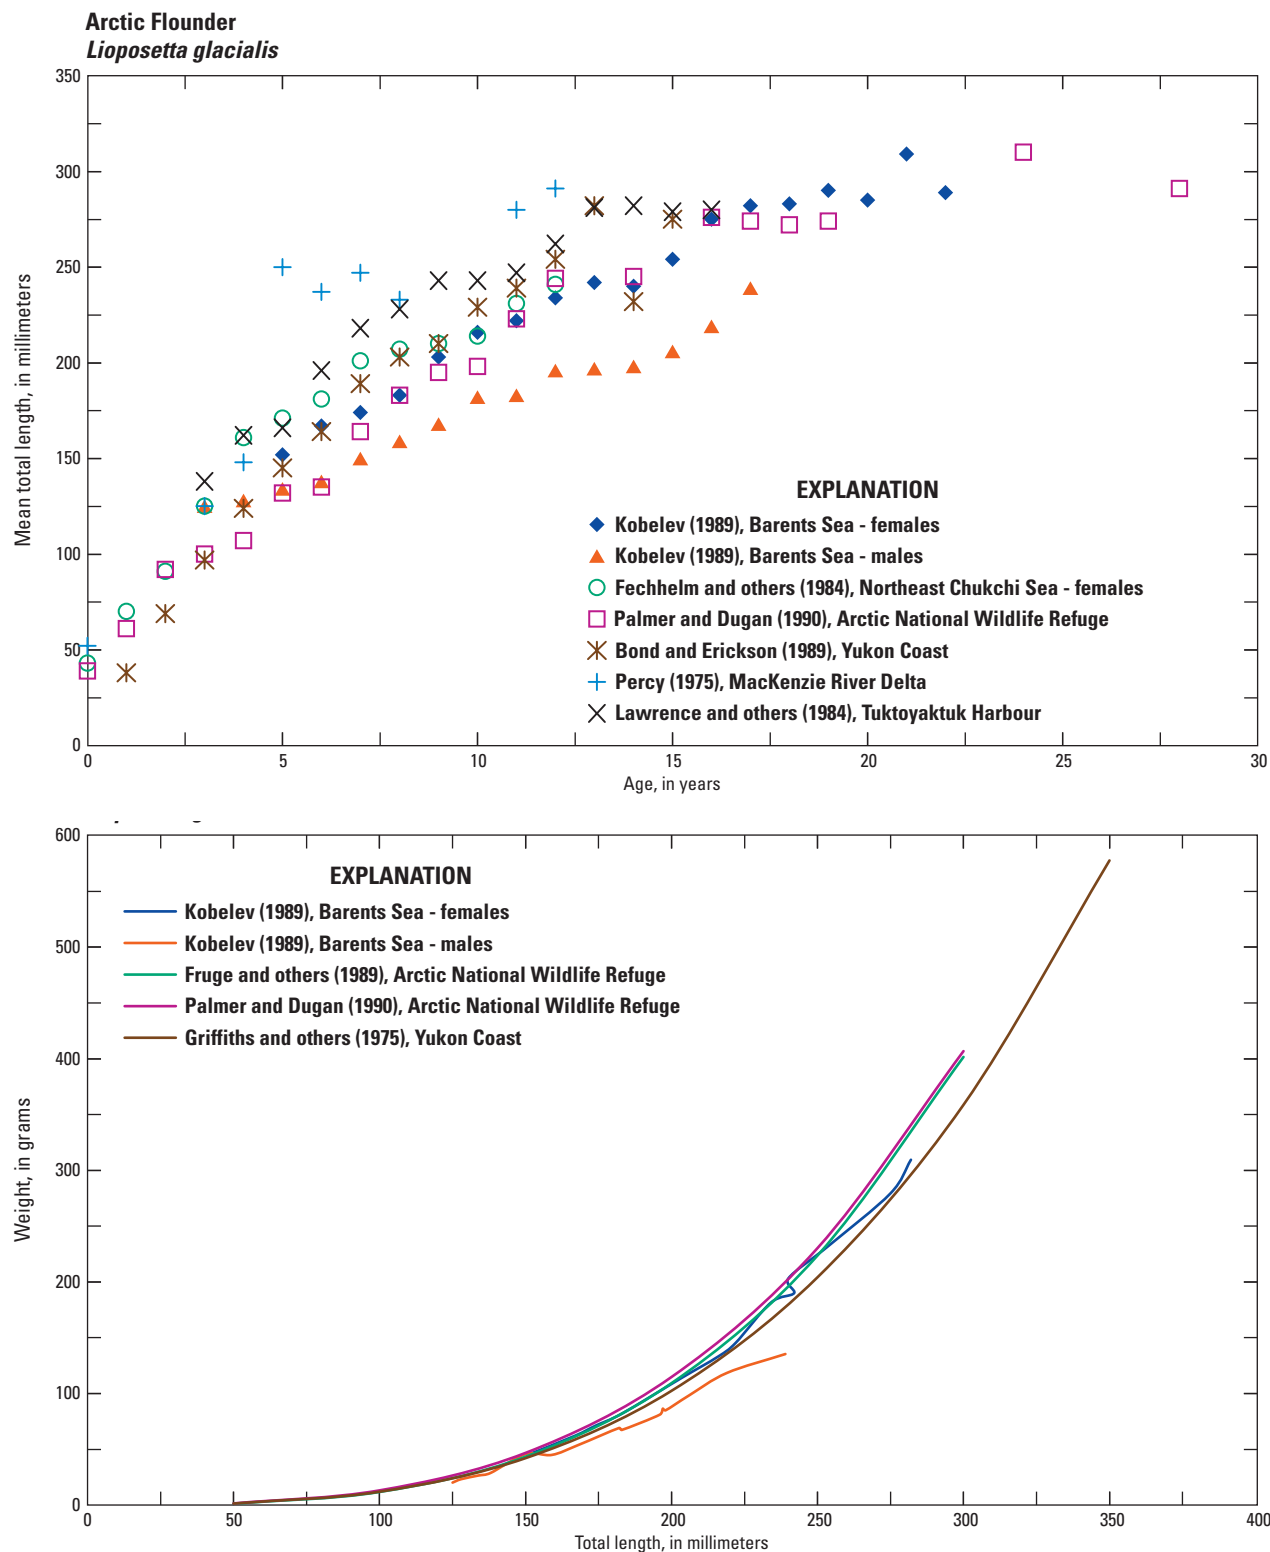 Arctic Flounder
Lioposetta glacialis
350
300
250
200
150
100
50
0
Mean total length, in millimeters
EXPLANATION
Kobelev (1989), Barents Sea - females
Kobelev (1989), Barents Sea - males
Fechhelm and others (1984), Northeast Chukchi Sea - females
Palmer and Dugan (1990), Arctic National Wildlife Refuge
Bond and Erickson (1989), Yukon Coast
Percy (1975), MacKenzie River Delta
Lawrence and others (1984), Tuktoyaktuk Harbour
0 5 10 15 20 25 30
Age, in years
600
500
400
300
200
100
0
Weight, in grams
EXPLANATION
Kobelev (1989), Barents Sea - females
Kobelev (1989), Barents Sea - males
Fruge and others (1989), Arctic National Wildlife Refuge
Palmer and Dugan (1990), Arctic National Wildlife Refuge
Griffiths and others (1975), Yukon Coast
0 50 100 150 200 250 300 350 400
Total length, in millimeters